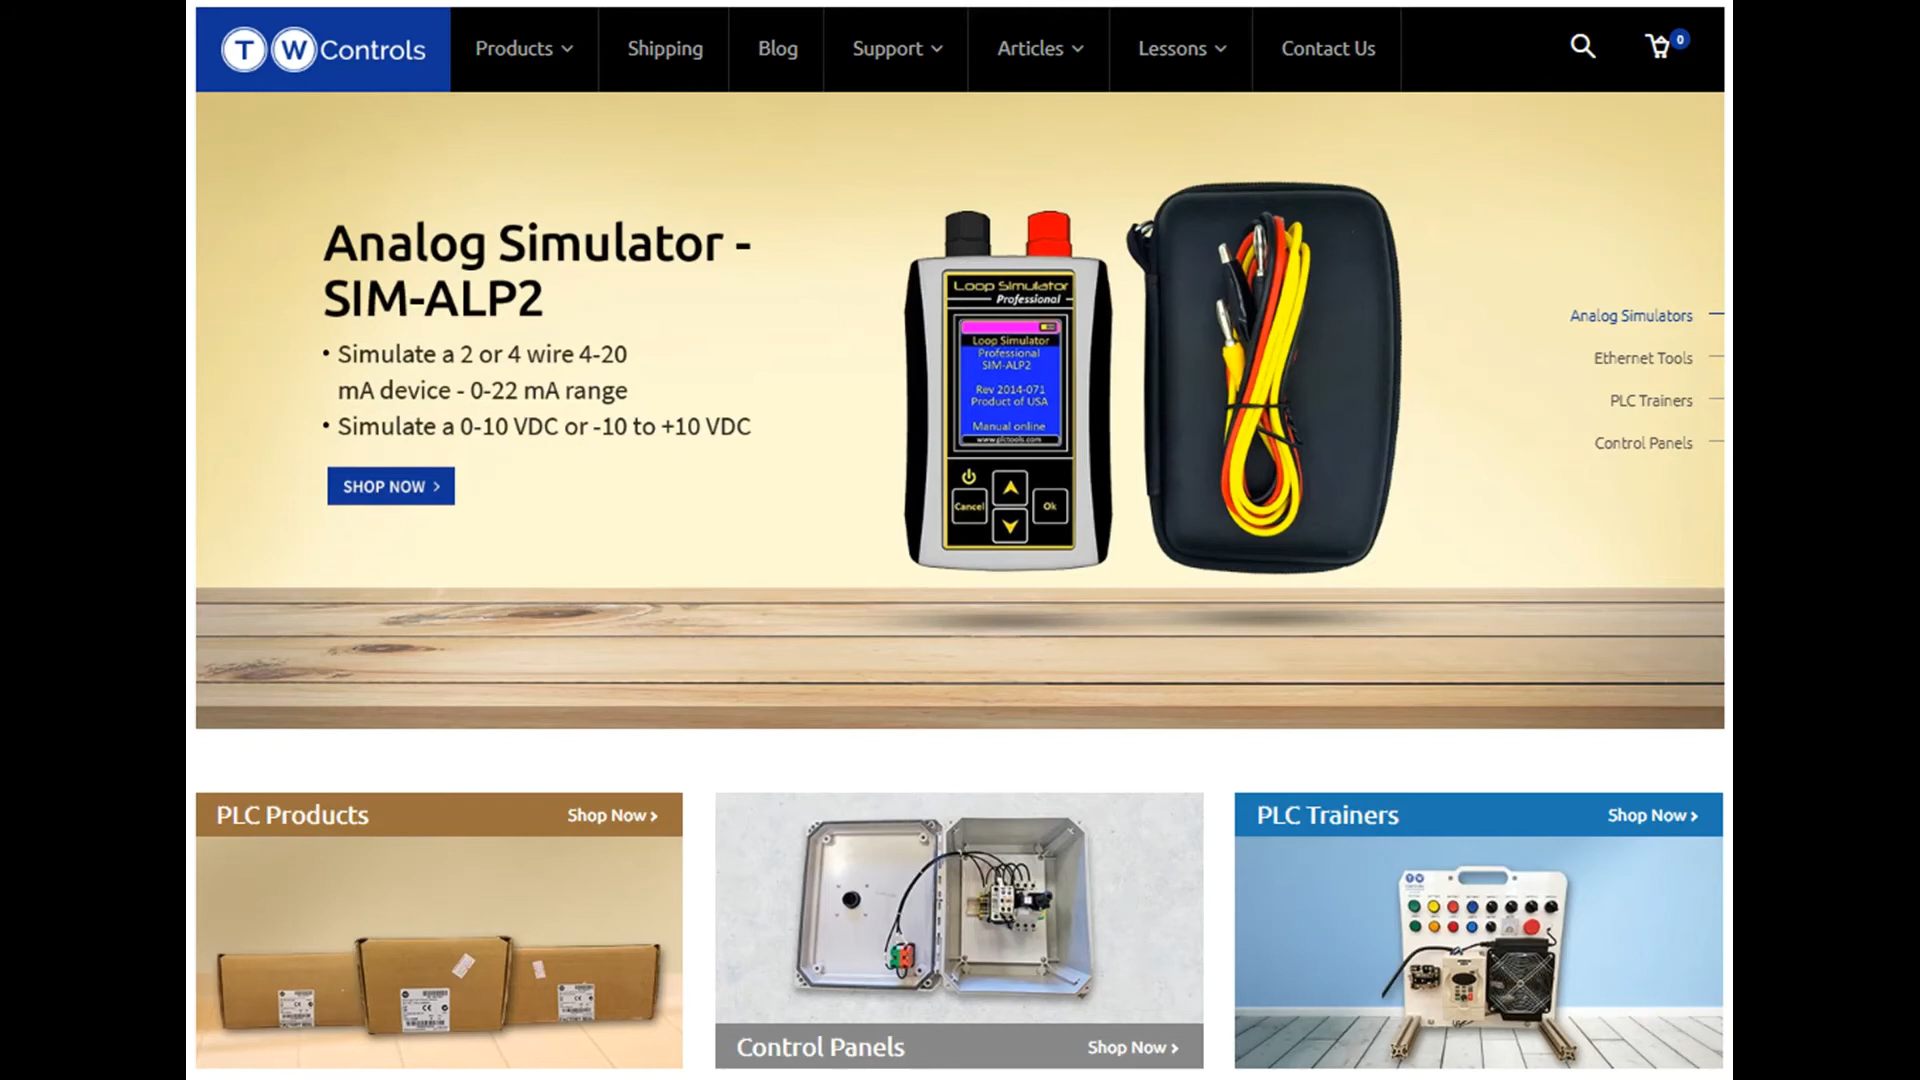 TW Controls
Products
Shipping
Blog
Support
Articles
Lessons
Contact Us
0
Analog Simulator -
SIM-ALP2
• Simulate a 2 or 4 wire 4-20
mA device - 0-22 mA range
• Simulate a 0-10 VDC or -10 to +10 VDC
SHOP NOW >
Loop Simulator
Professional
Loop Simulator
Professional
SIM-ALP2
Rev 2014-071
Product of USA
Manual online
www.plctools.com
Cancel
Ok
Analog Simulators
Ethernet Tools
PLC Trainers
Control Panels
PLC Products
Shop Now >
Control Panels
Shop Now >
PLC Trainers
Shop Now >